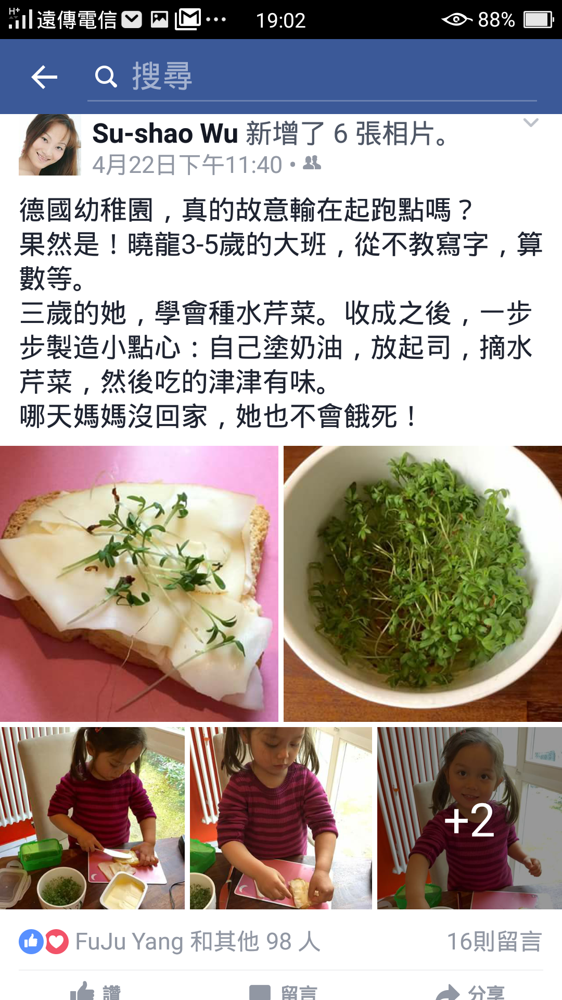 H+ 遠傳電信 19:02 88%
搜尋
Su-shao Wu 新增了 6 張相片。
4月22日下午11:40
德國幼稚園，真的故意輸在起跑點嗎？
果然是！曉龍3-5歲的大班，從不教寫字，算
數等。
三歲的她，學會種水芹菜。收成之後，一步
步製造小點心：自己塗奶油，放起司，摘水
芹菜，然後吃的津津有味。
哪天媽媽沒回家，她也不會餓死！
+2
FuJu Yang 和其他 98 人 16則留言
讚 留言 分享